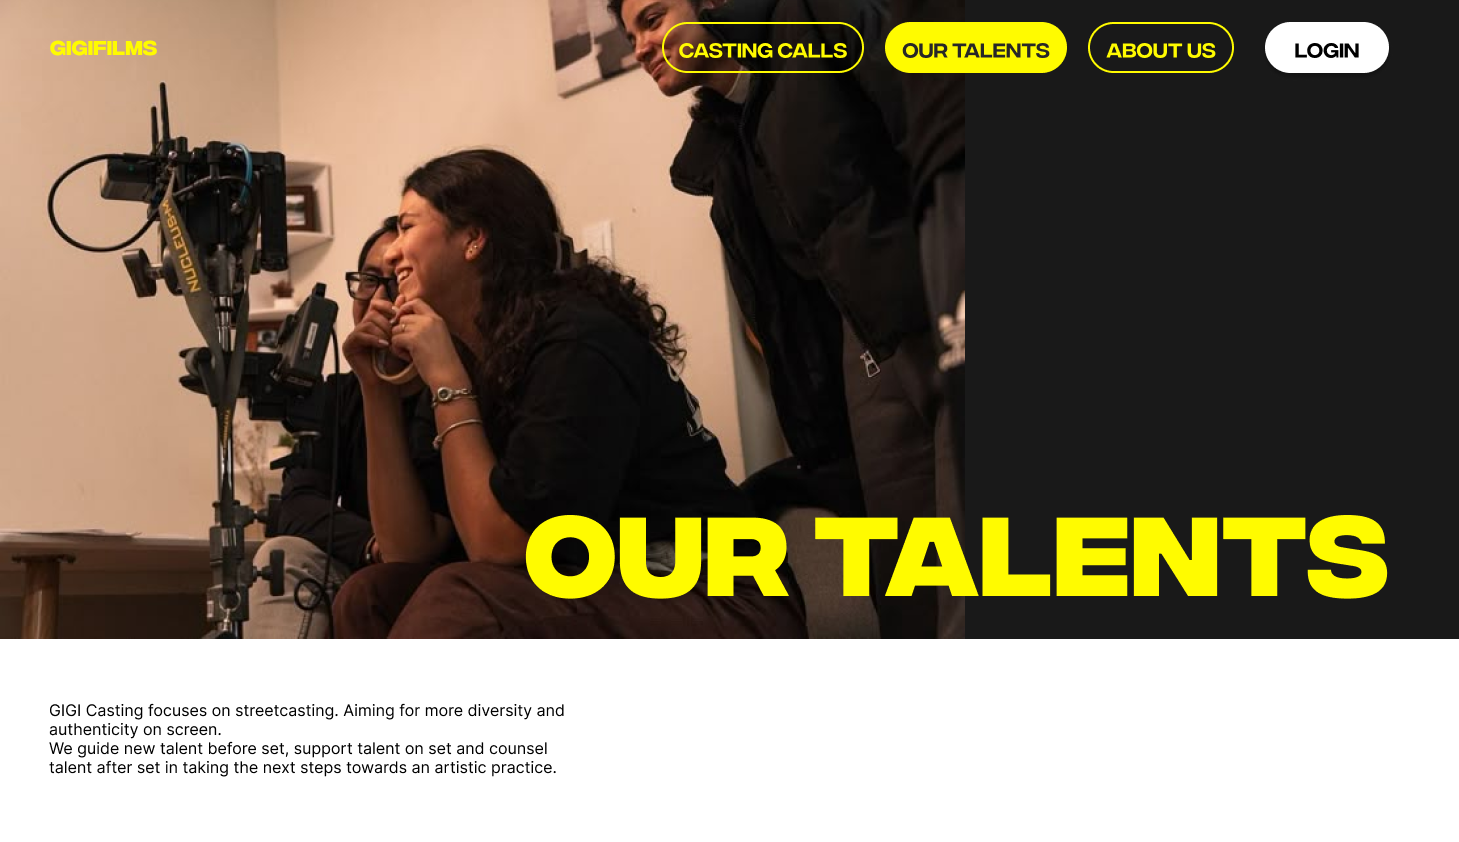 GIGIFILMS
CASTING CALLS
OUR TALENTS
ABOUT US
LOGIN
NUCLEUS-M
OUR TALENTS
GIGI Casting focuses on streetcasting. Aiming for more diversity and
authenticity on screen.
We guide new talent before set, support talent on set and counsel
talent after set in taking the next steps towards an artistic practice.